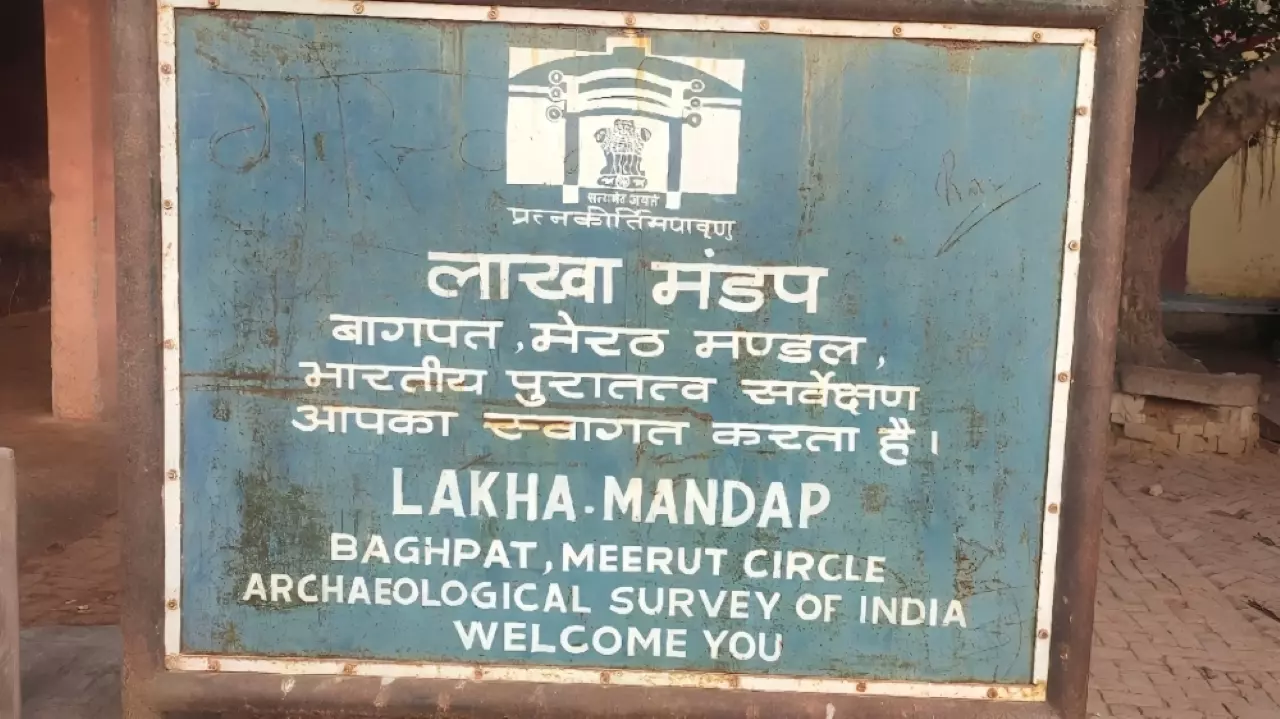 सत्यमेव जयते
प्रत्नकीर्तिमपावृणु
लाखा मंडप
बागपत, मेरठ मण्डल,
भारतीय पुरातत्व सर्वेक्षण
आपका स्वागत करता है।
LAKHA-MANDAP
BAGHPAT, MEERUT CIRCLE
ARCHAEOLOGICAL SURVEY OF INDIA
WELCOME YOU